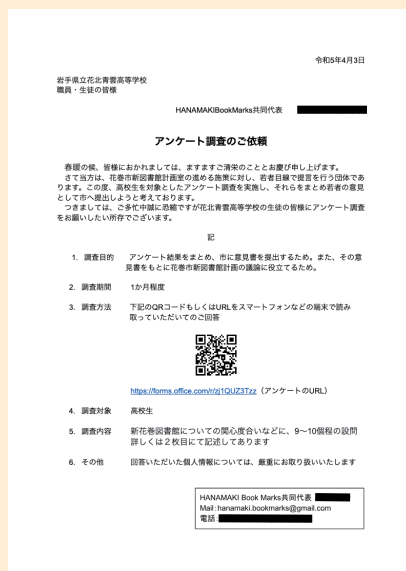 令和5年4月3日
岩手県立花北青雲高等学校
職員・生徒の皆様
HANAMAKIBookMarks共同代表
アンケート調査のご依頼
春暖の候、皆様におかれましては、ますますご清栄のこととお慶び申し上げます。
さて当方は、花巻市新図書館計画室の進める施策に対し、若者目線で提言を行う団体であ
ります。この度、高校生を対象としたアンケート調査を実施し、それらをまとめ若者の意見
として市へ提出しようと考えております。
つきましては、ご多忙中誠に恐縮ですが花北青雲高等学校の生徒の皆様にアンケート調査
をお願いしたい所存でございます。
記
1. 調査目的 アンケート結果をまとめ、市に意見書を提出するため。また、その意
見書をもとに花巻市新図書館計画の議論に役立てるため。
2. 調査期間 1か月程度
3. 調査方法 下記のQRコードもしくはURLをスマートフォンなどの端末で読み
取っていただいてのご回答
https://forms.office.com/r/zj1QUZ3Tzz（アンケートのURL）
4. 調査対象 高校生
5. 調査内容 新花巻図書館についての関心度合いなどに、9〜10個程の設問
詳しくは２枚目にて記述してあります
6. その他 回答いただいた個人情報については、厳重にお取り扱いいたします
HANAMAKI Book Marks共同代表
Mail：hanamaki.bookmarks@gmail.com
電話：